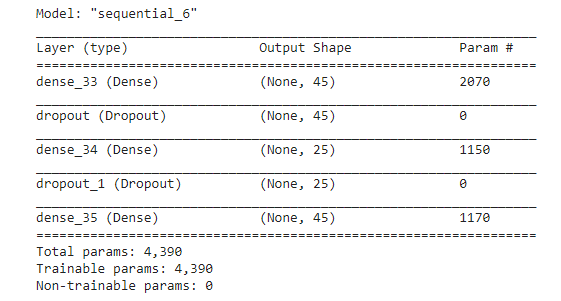 Model: "sequential_6"
_________________________________________________________________
Layer (type)                 Output Shape              Param #
=================================================================
dense_33 (Dense)             (None, 45)                2070
_________________________________________________________________
dropout (Dropout)            (None, 45)                0
_________________________________________________________________
dense_34 (Dense)             (None, 25)                1150
_________________________________________________________________
dropout_1 (Dropout)          (None, 25)                0
_________________________________________________________________
dense_35 (Dense)             (None, 45)                1170
=================================================================
Total params: 4,390
Trainable params: 4,390
Non-trainable params: 0